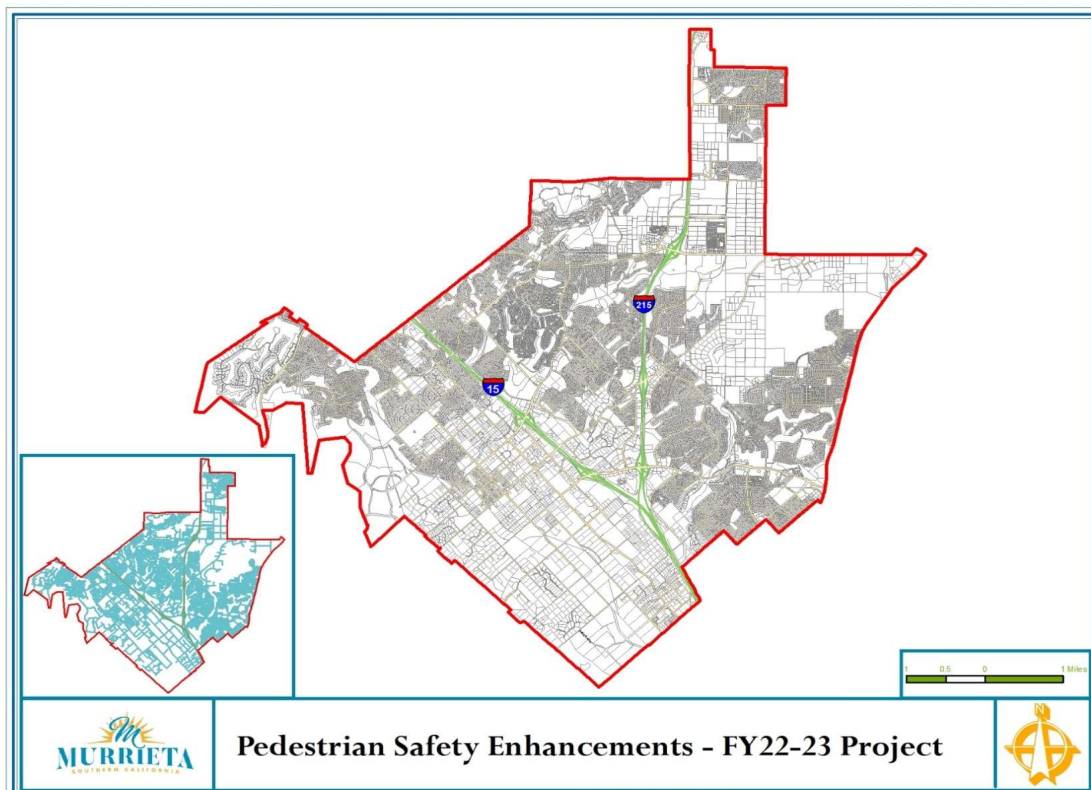 215
15
1 0.5 0 1 Miles
M
MURRIETA
SOUTHERN CALIFORNIA
Pedestrian Safety Enhancements - FY22-23 Project
N